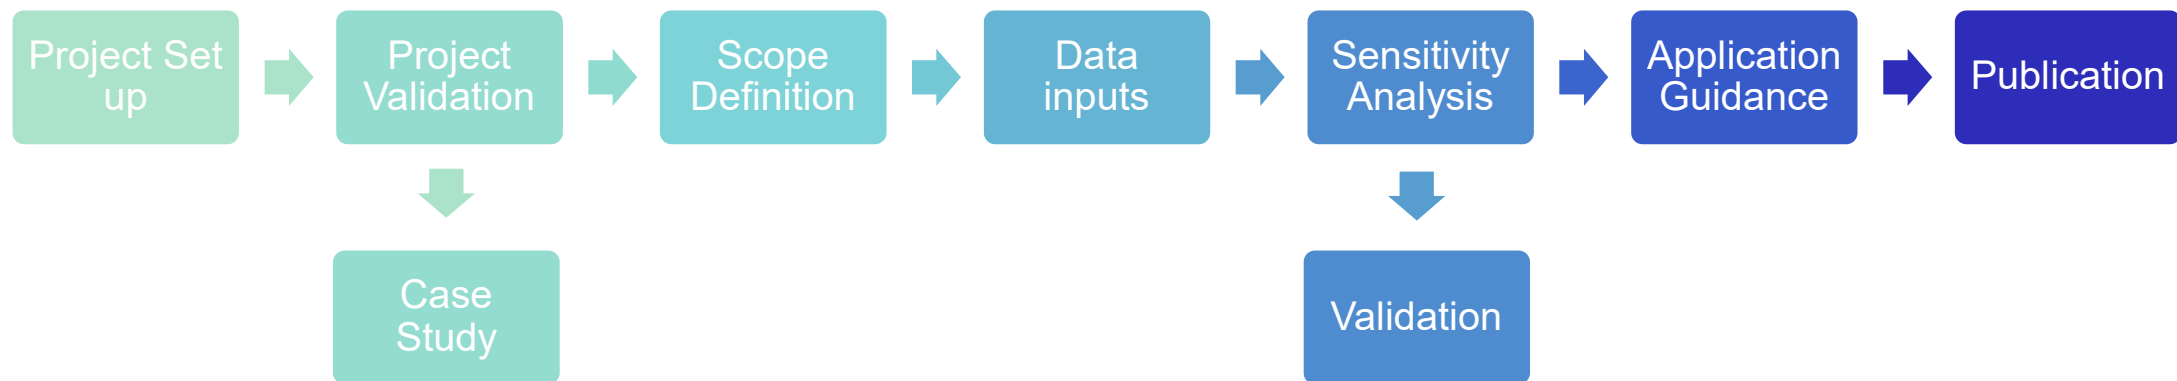 Project Set
up
Project
Validation
Scope
Definition
Data
inputs
Sensitivity
Analysis
Application
Guidance
Publication
Case
Study
Validation